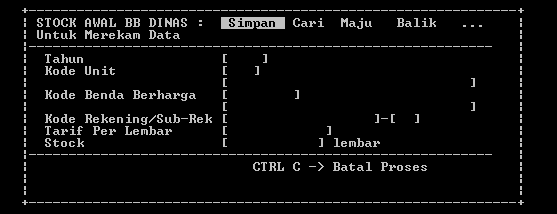 STOCK AWAL BB DINAS : Simpan Cari Maju Balik ...
Untuk Merekam Data
Tahun [ ]
Kode Unit [ ]
[ ]
Kode Benda Berharga [ ]
[ ]
Kode Rekening/Sub-Rek [ ]-[ ]
Tarif Per Lembar [ ]
Stock [ ] lembar
CTRL C -> Batal Proses